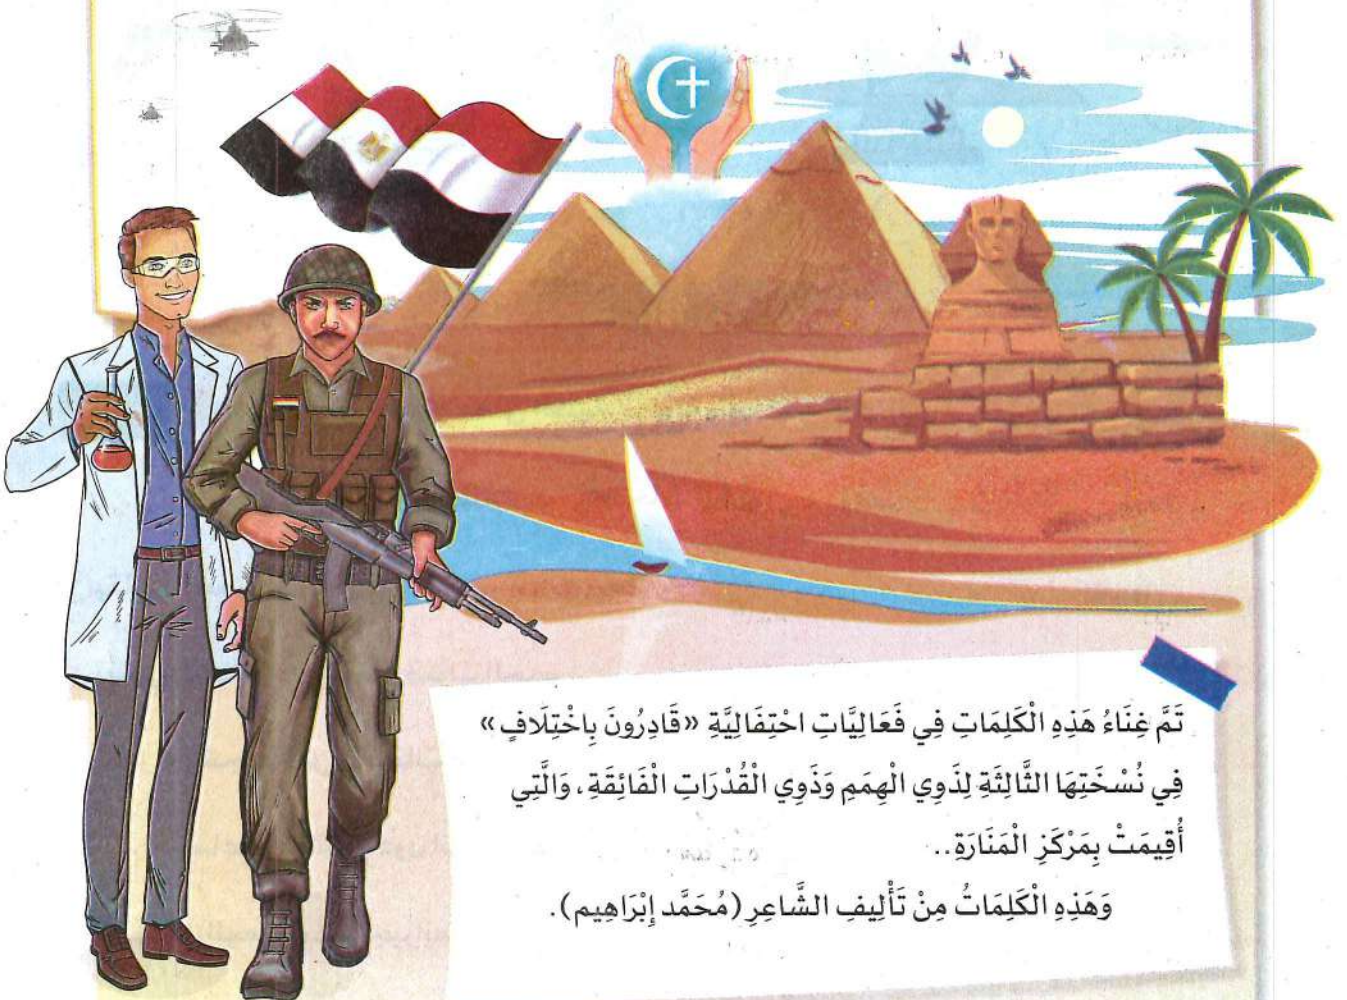 تَمَّ غِنَاءُ هَذِهِ الْكَلِمَاتِ فِي فَعَالِيَّاتِ احْتِفَالِيَّةِ «قَادِرُونَ بِاخْتِلَافٍ»
فِي نُسْخَتِهَا الثَّالِثَةِ لِذَوِي الْهِمَمِ وَذَوِي الْقُدْرَاتِ الْفَائِقَةِ، وَالَّتِي
أُقِيمَتْ بِمَرْكَزِ الْمَنَارَةِ..
وَهَذِهِ الْكَلِمَاتُ مِنْ تَأْلِيفِ الشَّاعِرِ (مُحَمَّد إِبْرَاهِيم).